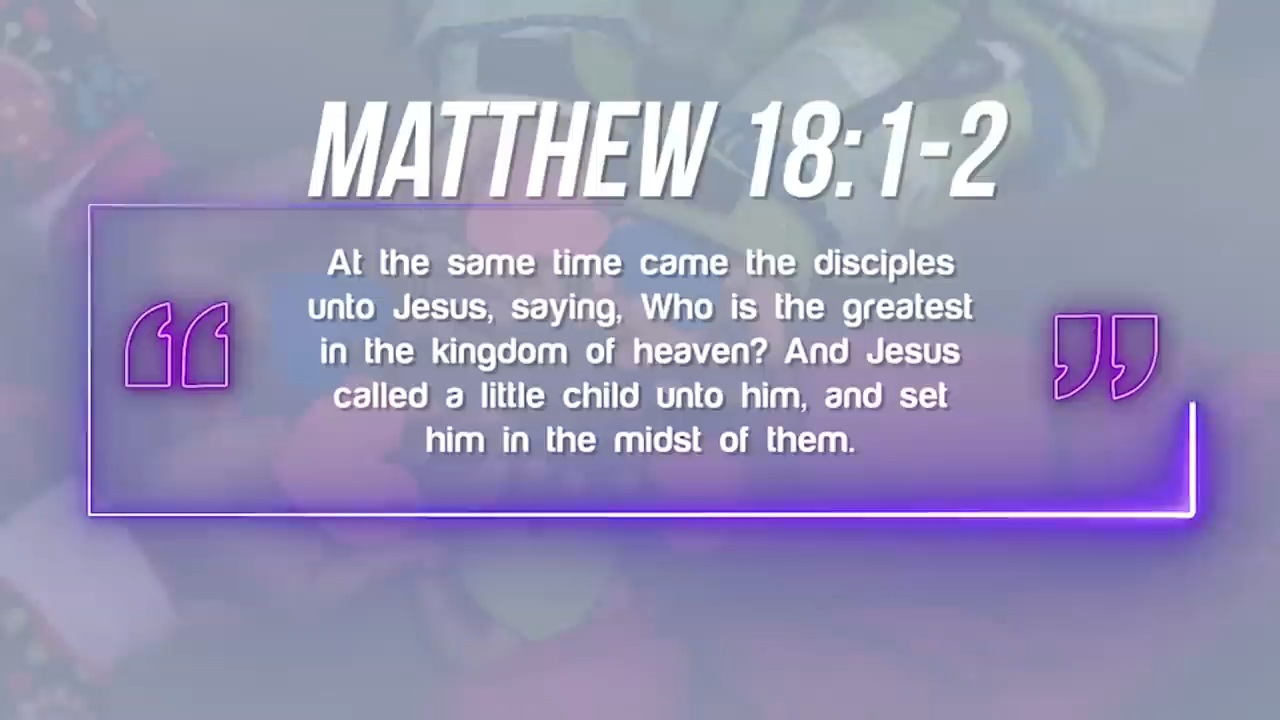 MATTHEW 18:1-2
At the same time came the disciples
unto Jesus, saying, Who is the greatest
in the kingdom of heaven? And Jesus
called a little child unto him, and set
him in the midst of them.